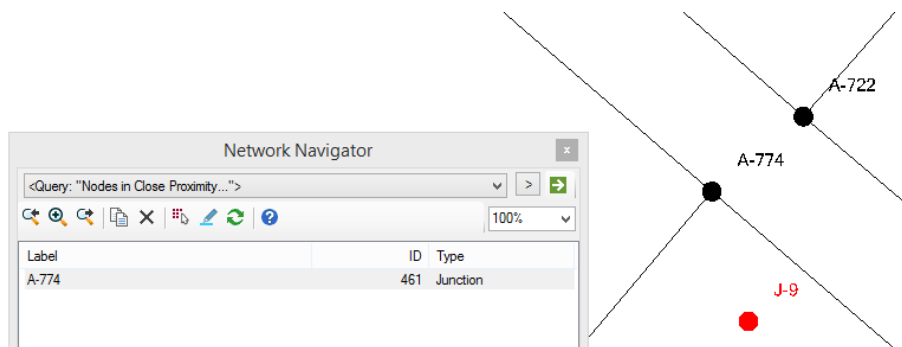 A-722
A-774
J-9
Network Navigator
x
<Query: "Nodes in Close Proximity...">
>
100%
Label ID Type
A-774 461 Junction